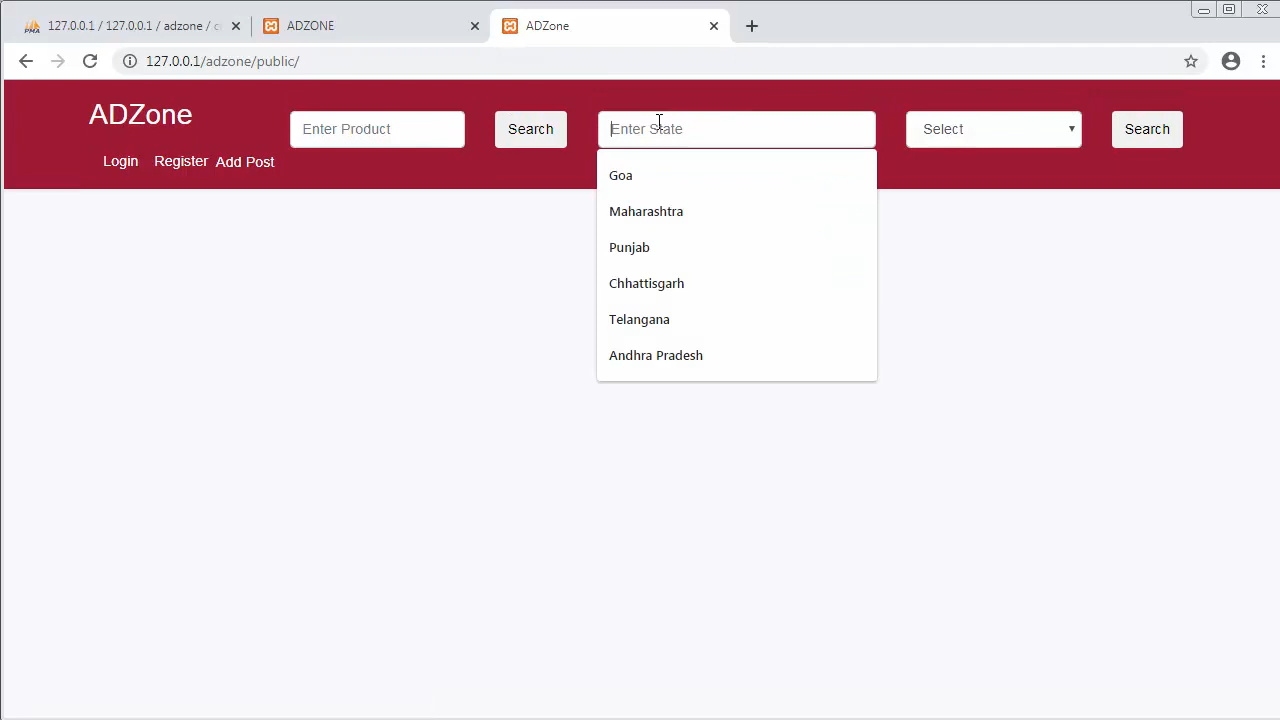 127.0.0.1 / 127.0.0.1 / adzone /
ADZONE
ADZone
127.0.0.1/adzone/public/
ADZone
Enter Product
Search
Enter State
Select
Search
Login Register Add Post
Goa
Maharashtra
Punjab
Chhattisgarh
Telangana
Andhra Pradesh